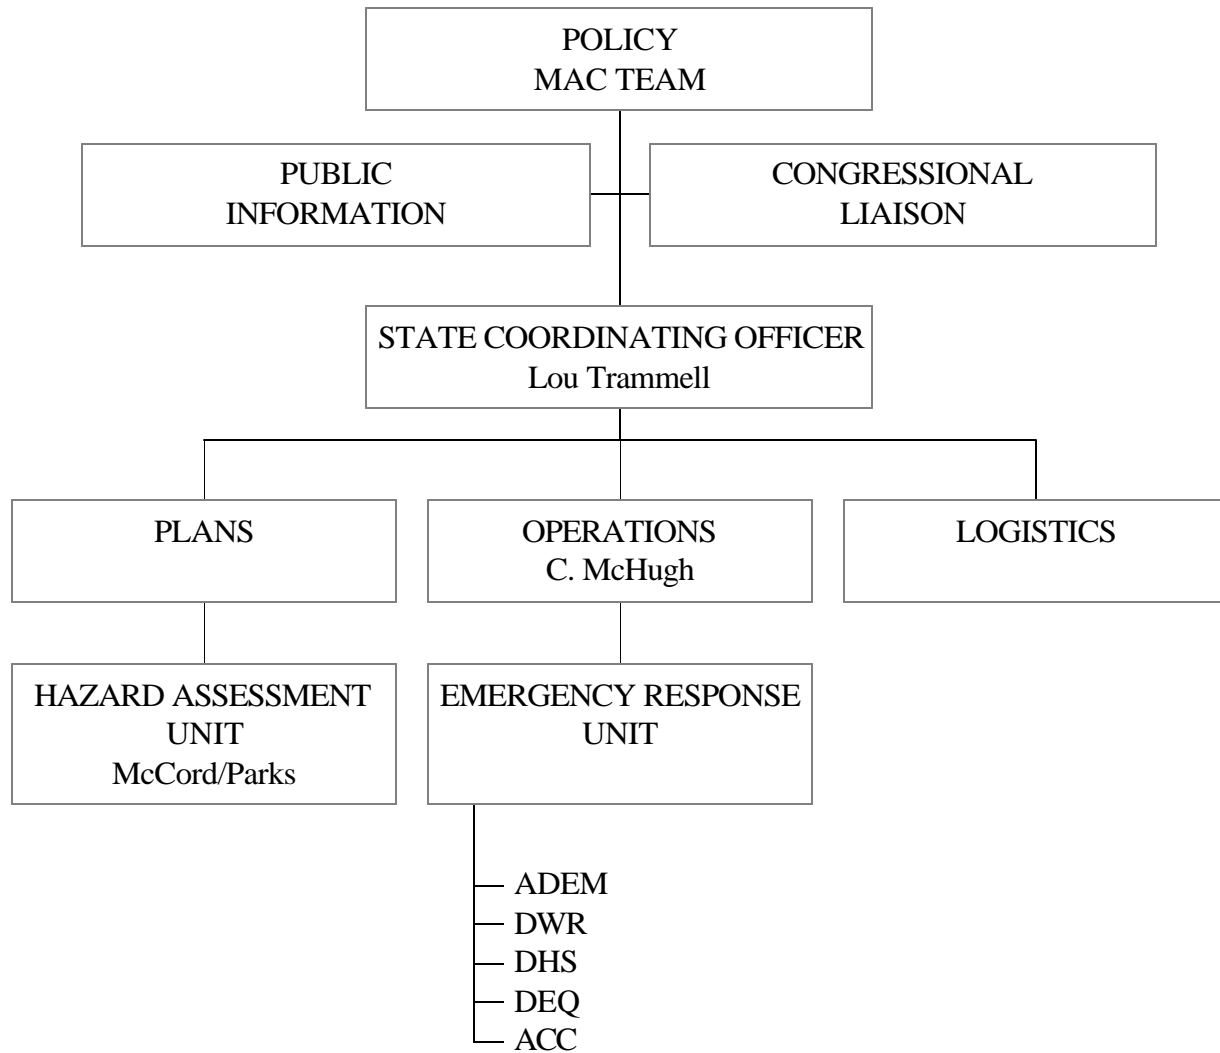 POLICY
MAC TEAM
PUBLIC
INFORMATION
CONGRESSIONAL
LIAISON
STATE COORDINATING OFFICER
Lou Trammell
PLANS
OPERATIONS
C. McHugh
LOGISTICS
HAZARD ASSESSMENT
UNIT
McCord/Parks
EMERGENCY RESPONSE
UNIT
ADEM
DWR
DHS
DEQ
ACC